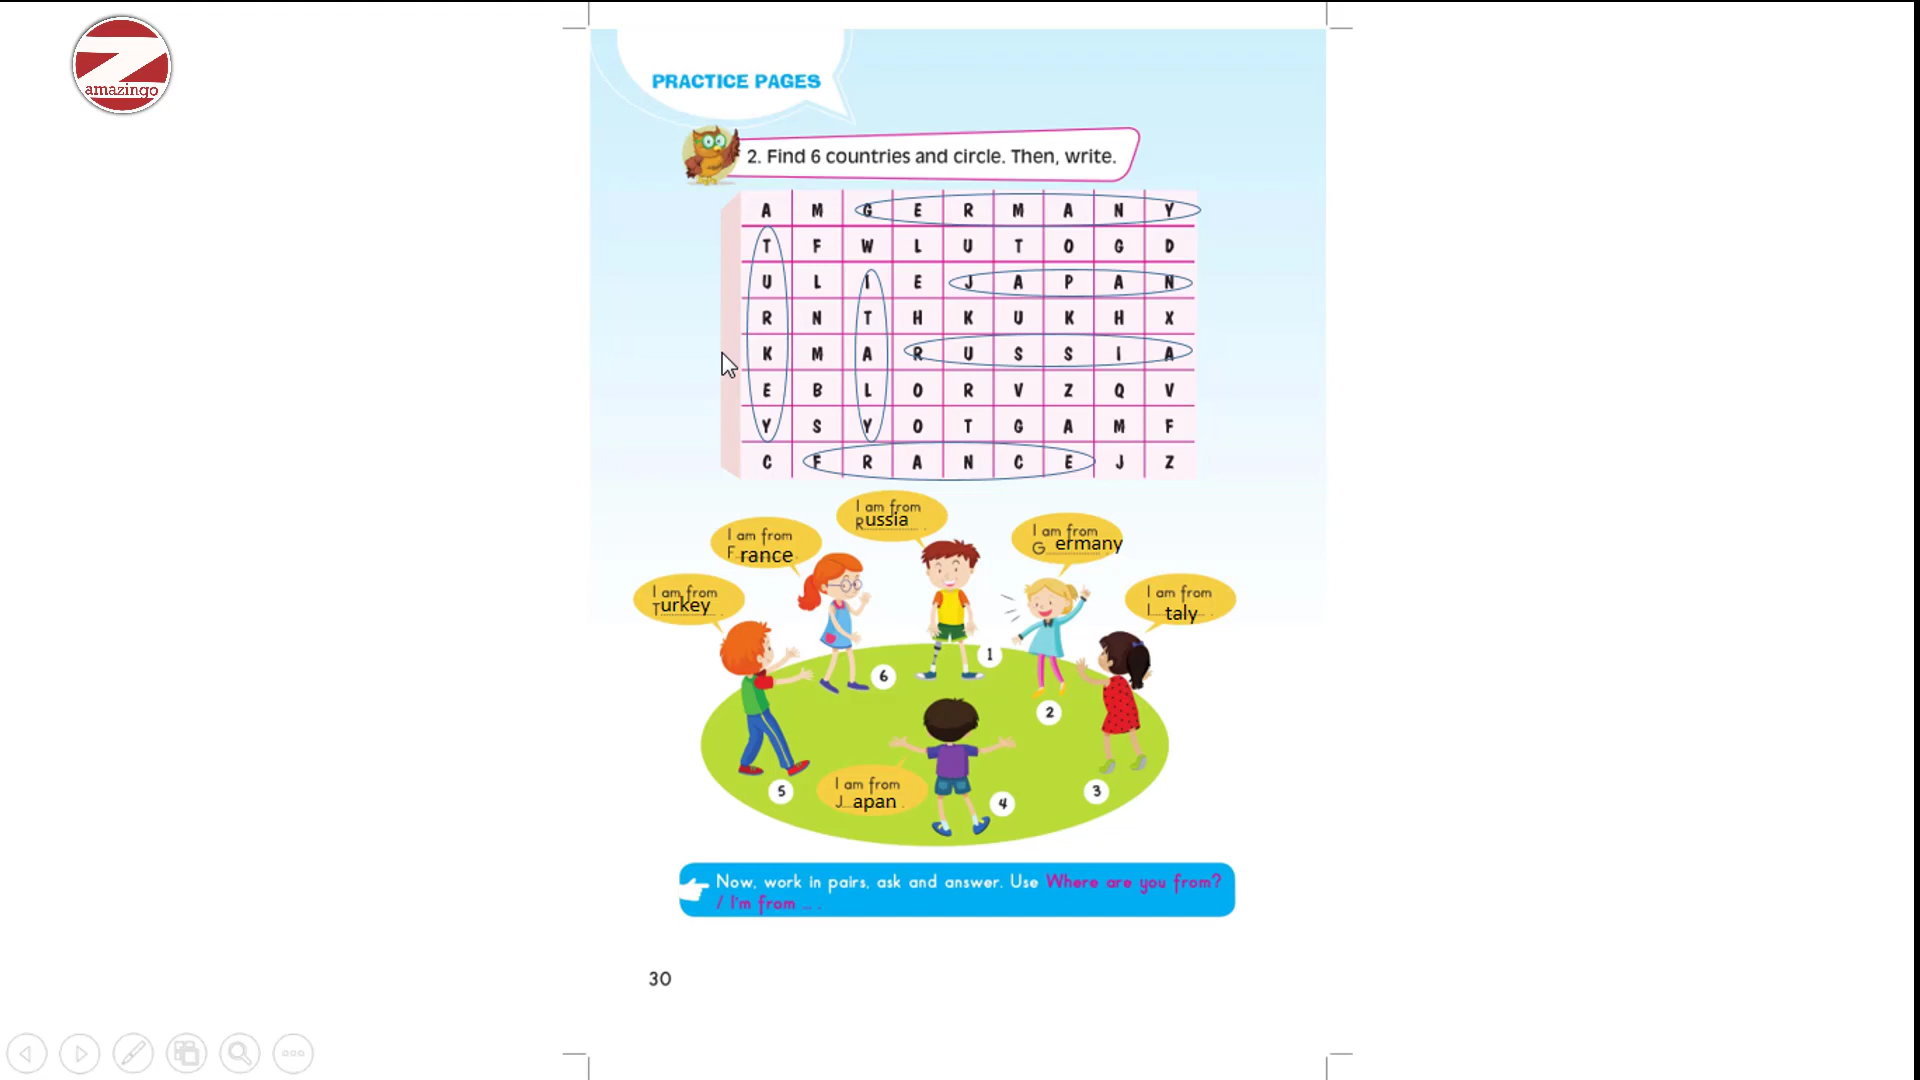 amazingo
PRACTICE PAGES
2. Find 6 countries and circle. Then, write.
A M G E R M A N Y
T F W L U T O G D
U L I E J A P A N
R N T H K U K H X
K M A R U S S I A
E B L O R V Z Q V
Y S Y O T G A M F
C F R A N C E J Z
I am from
Russia
I am from
France
I am from
Germany
I am from
Turkey
I am from
Italy
1
6
2
I am from
Japan
5
4
3
Now, work in pairs, ask and answer. Use Where are you from?
/ I'm from ... .
30